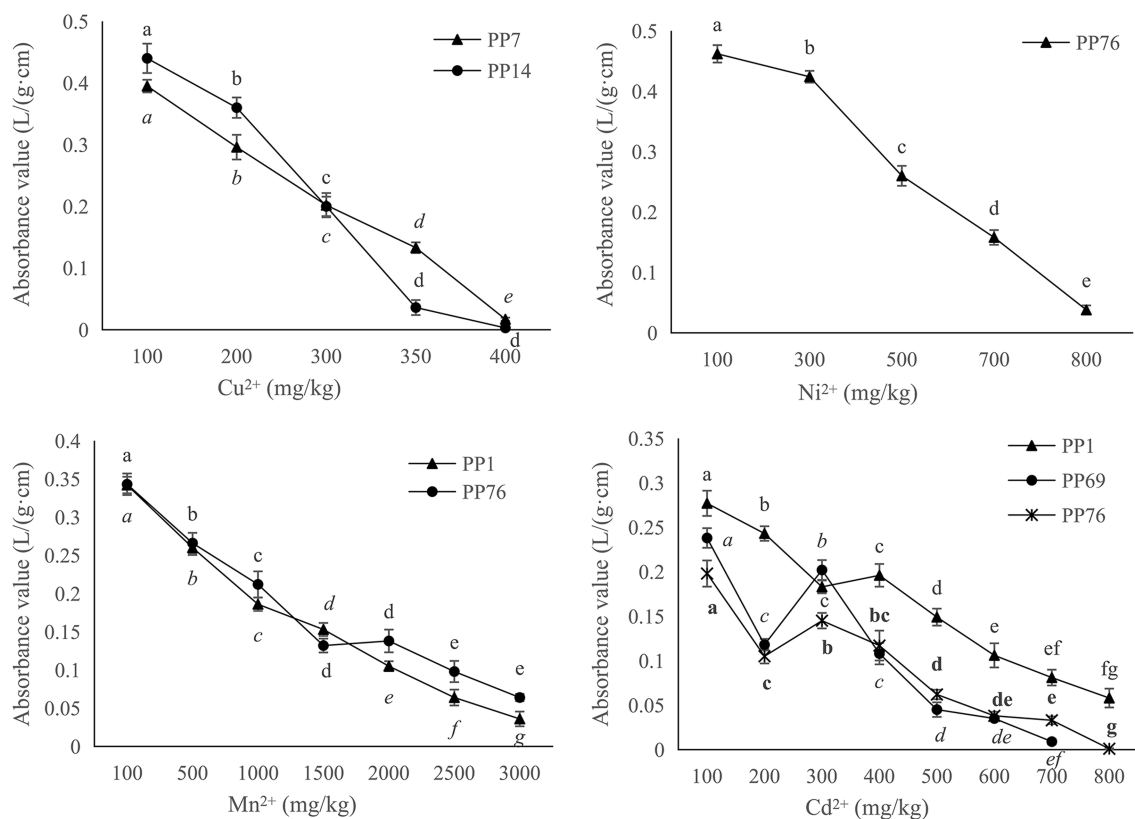 Absorbance value (L/(g·cm)
0.5
0.4
0.3
0.2
0.1
0
a
b
c
d
d
a
b
c
d
e
PP7
PP14
100 200 300 350 400
Cu²⁺ (mg/kg)
Absorbance value (L/(g·cm)
0.5
0.4
0.3
0.2
0.1
0
a
b
c
d
e
PP76
100 300 500 700 800
Ni²⁺ (mg/kg)
Absorbance value (L/(g·cm)
0.4
0.35
0.3
0.25
0.2
0.15
0.1
0.05
0
a
b
c
d
d
e
e
a
b
c
d
e
f
g
PP1
PP76
100 500 1000 1500 2000 2500 3000
Mn²⁺ (mg/kg)
Absorbance value (L/(g·cm)
0.35
0.3
0.25
0.2
0.15
0.1
0.05
0
a
b
c
c
d
e
ef
fg
a
c
b
c
d
de
ef
a
c
b
bc
d
de
e
g
PP1
PP69
PP76
100 200 300 400 500 600 700 800
Cd²⁺ (mg/kg)